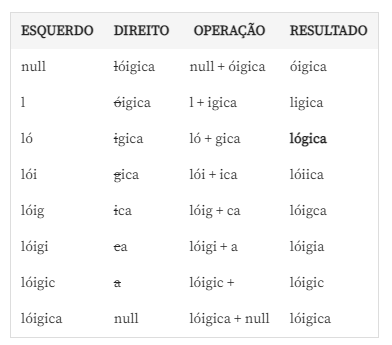 ESQUERDO DIREITO OPERAÇÃO RESULTADO
null lóigica null + óigica óigica
l óigica l + igica ligica
ló igica ló + gica lógica
lói gica lói + ica lóiica
lóig ica lóig + ca lóigca
lóigi ca lóigi + a lóigia
lóigic a lóigic + lóigic
lóigica null lóigica + null lóigica